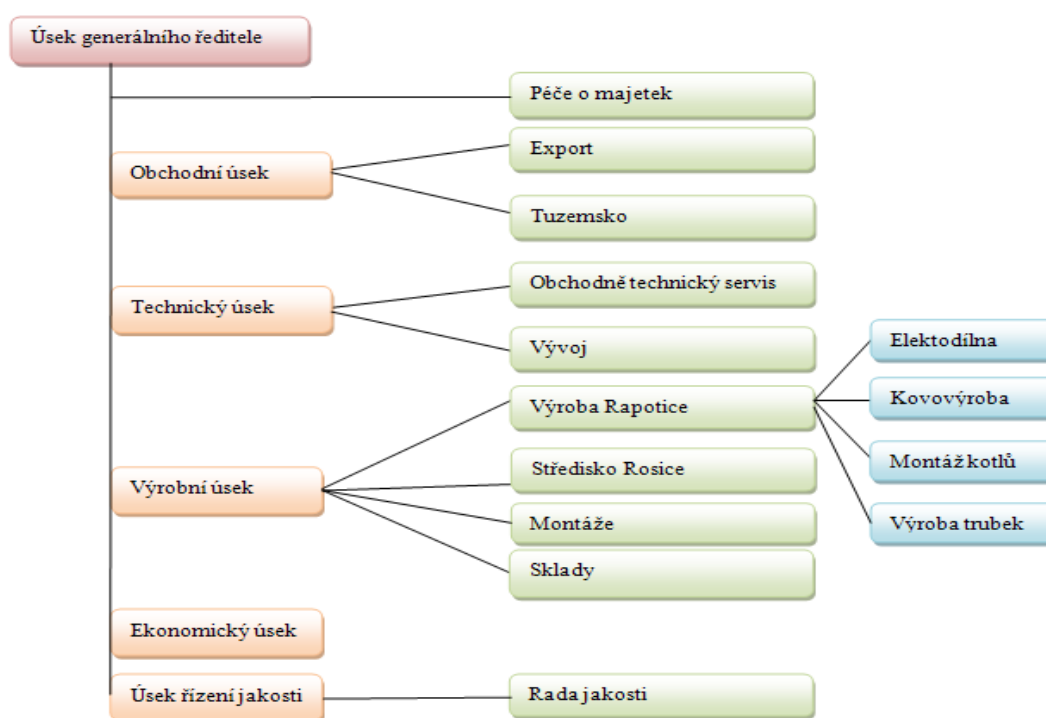 Úsek generálního ředitele
Péče o majetek
Obchodní úsek
Export
Tuzemsko
Technický úsek
Obchodně technický servis
Vývoj
Výrobní úsek
Výroba Rapotice
Středisko Rosice
Montáže
Sklady
Elektodílna
Kovovýroba
Montáž kotlů
Výroba trubek
Ekonomický úsek
Úsek řízení jakosti
Rada jakosti